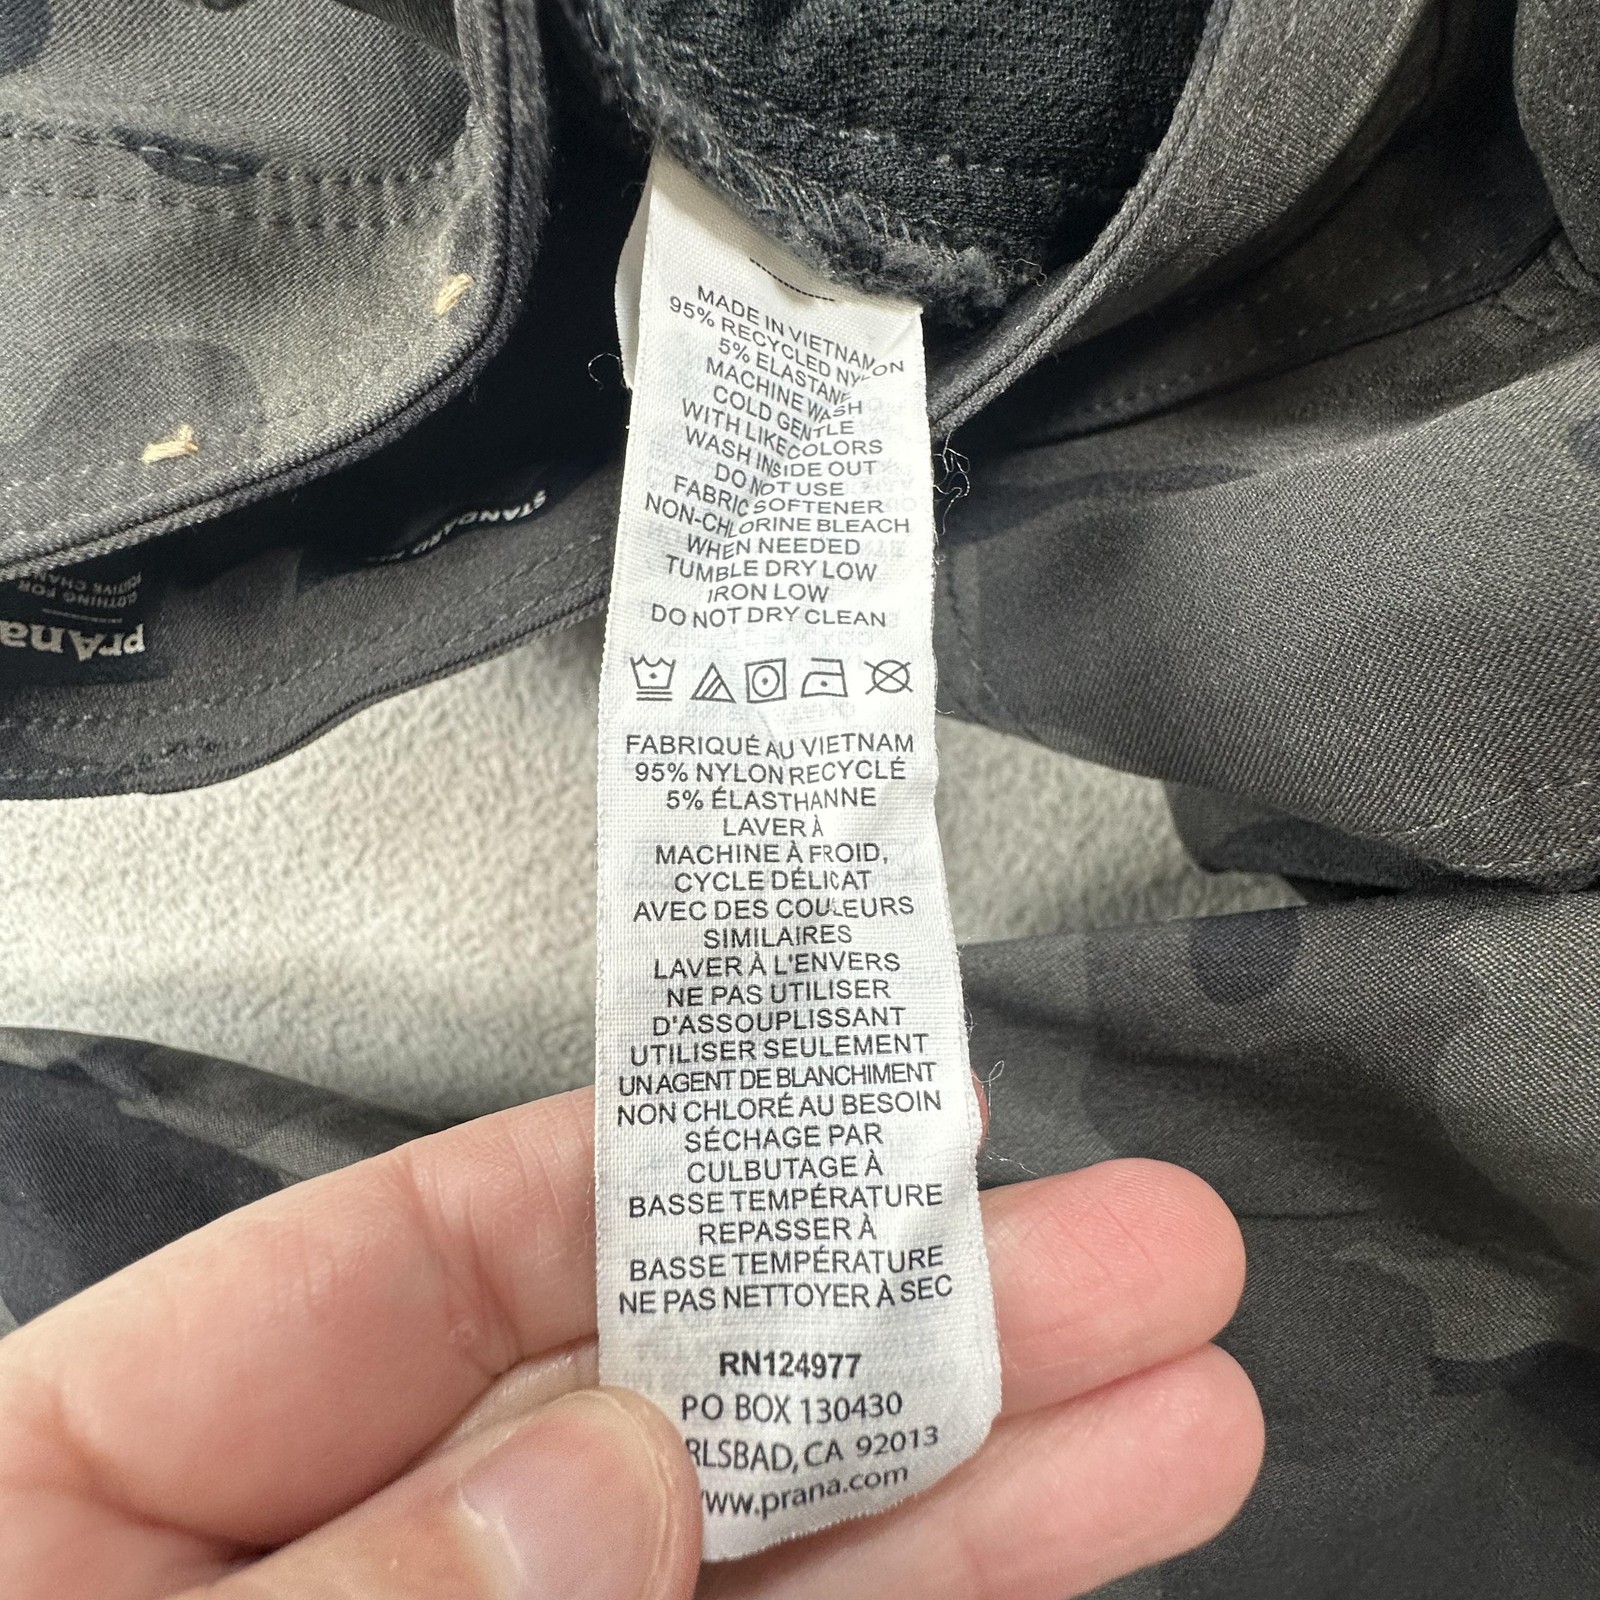 MADE IN VIETNAM
95% RECYCLED NYLON
5% ELASTANE
MACHINE WASH
COLD GENTLE
WITH LIKE COLORS
WASH INSIDE OUT
DO NOT USE
FABRIC SOFTENER
NON-CHLORINE BLEACH
WHEN NEEDED
TUMBLE DRY LOW
IRON LOW
DO NOT DRY CLEAN
FABRIQUÉ AU VIETNAM
95% NYLON RECYCLÉ
5% ÉLASTHANNE
LAVER À
MACHINE À FROID,
CYCLE DÉLICAT
AVEC DES COULEURS
SIMILAIRES
LAVER À L'ENVERS
NE PAS UTILISER
D'ASSOUPLISSANT
UTILISER SEULEMENT
UN AGENT DE BLANCHIMENT
NON CHLORÉ AU BESOIN
SÉCHAGE PAR
CULBUTAGE À
BASSE TEMPÉRATURE
REPASSER À
BASSE TEMPÉRATURE
NE PAS NETTOYER À SEC
RN124977
PO BOX 130430
RLSBAD, CA 92013
www.prana.com
prAna
CLOTHING FOR